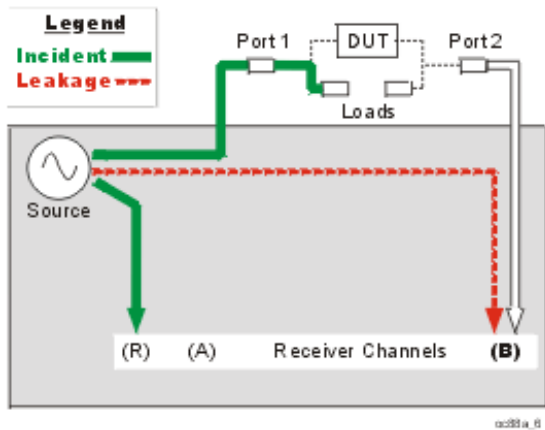 Legend
Incident
Leakage
Port 1
DUT
Port 2
Loads
Source
(R) (A) Receiver Channels (B)
oc88a_6